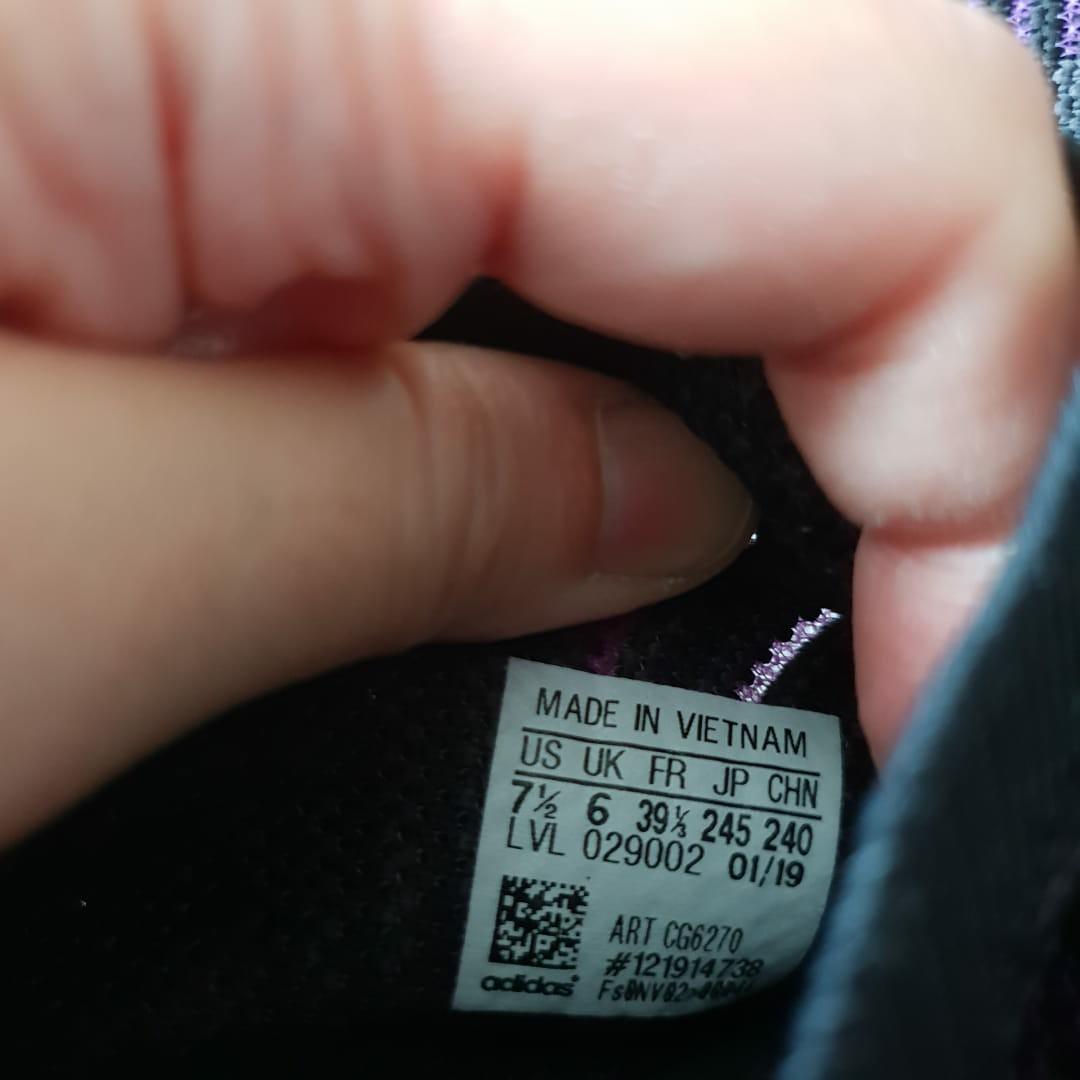 MADE IN VIETNAM
US UK FR JP CHN
7½ 6 39⅓ 245 240
LVL 029002 01/19
ART CG6270
#121914738
adidas